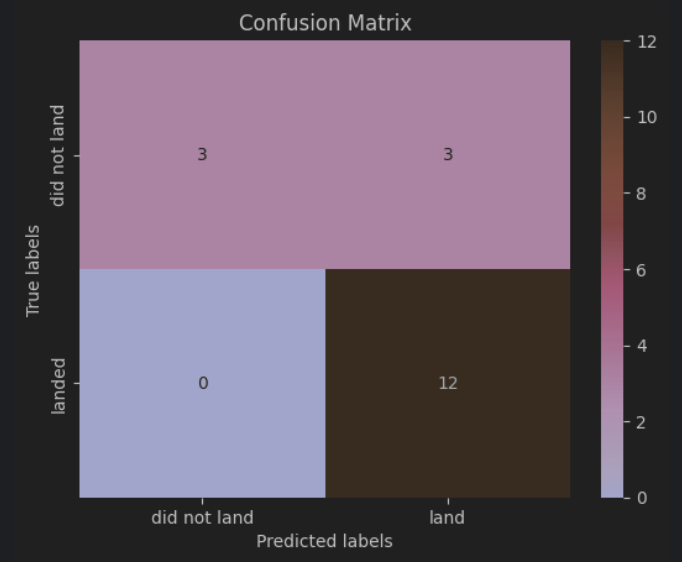 Confusion Matrix
True labels
did not land
landed
3 3
0 12
did not land land
Predicted labels
12
10
8
6
4
2
0